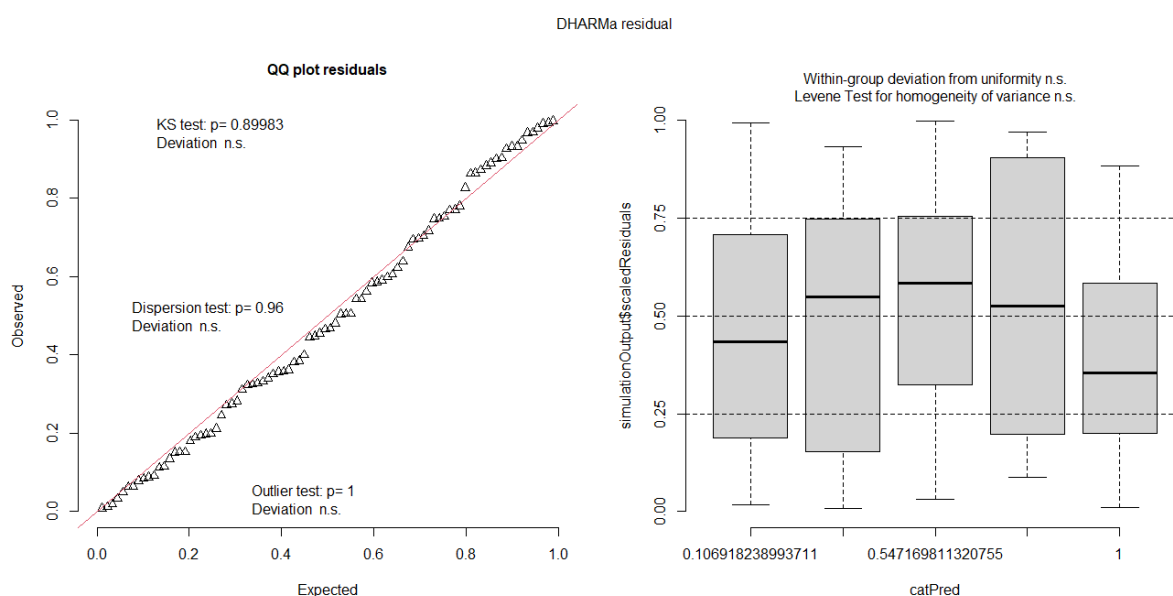 DHARMa residual
QQ plot residuals
KS test: p= 0.89983
Deviation n.s.
Dispersion test: p= 0.96
Deviation n.s.
Outlier test: p= 1
Deviation n.s.
Observed
0.0
0.2
0.4
0.6
0.8
1.0
0.0 0.2 0.4 0.6 0.8 1.0
Expected
Within-group deviation from uniformity n.s.
Levene Test for homogeneity of variance n.s.
simulationOutput$scaledResiduals
0.00
0.25
0.50
0.75
1.00
0.106918238993711 0.547169811320755 1
catPred